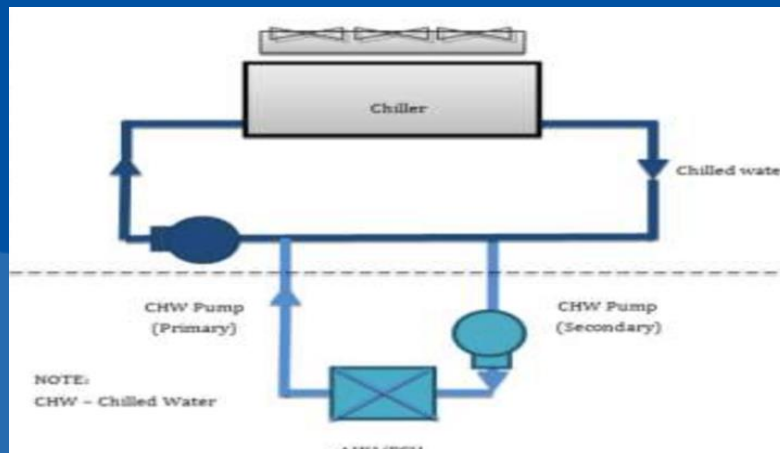 Chiller
Chilled wate
CHW Pump
(Primary)
CHW Pump
(Secondary)
NOTE:
CHW – Chilled Water